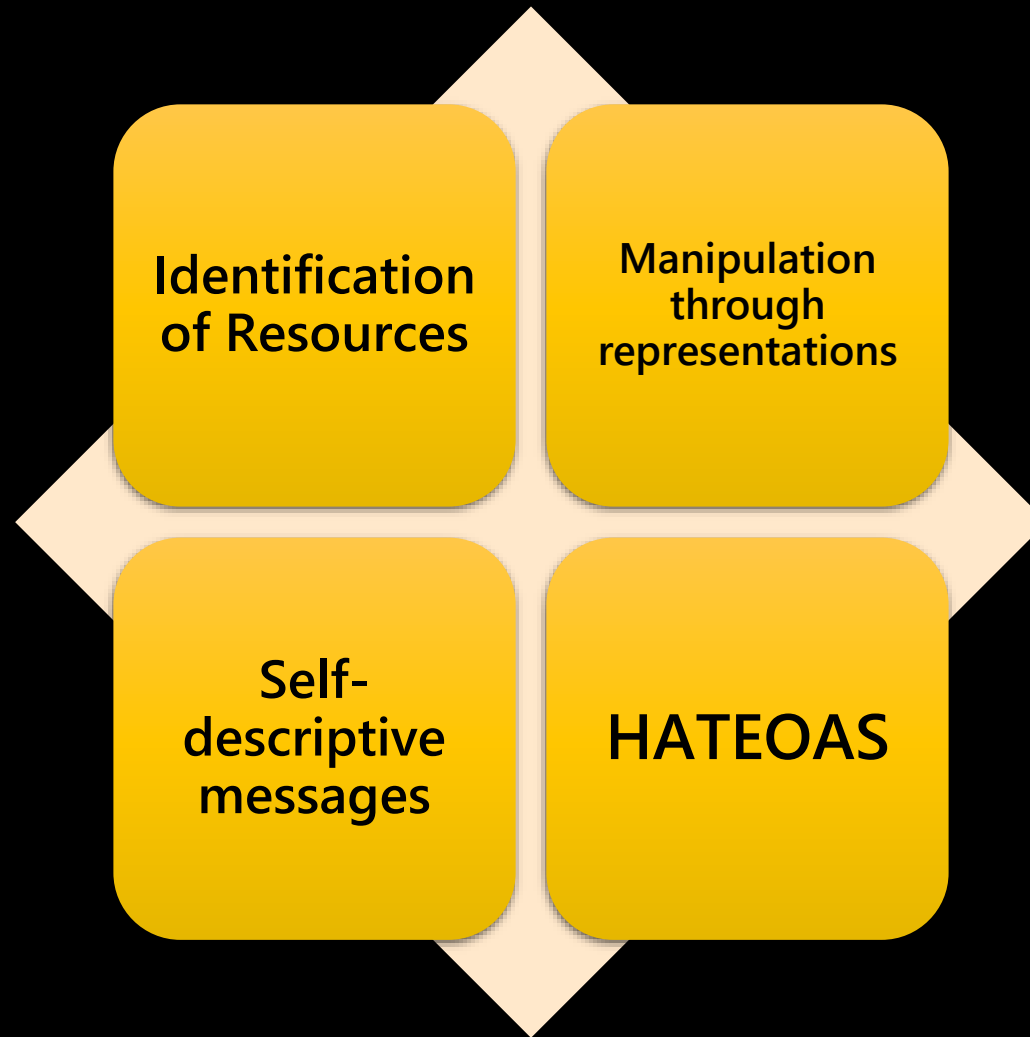 Identification
of Resources
Manipulation
through
representations
Self-
descriptive
messages
HATEOAS